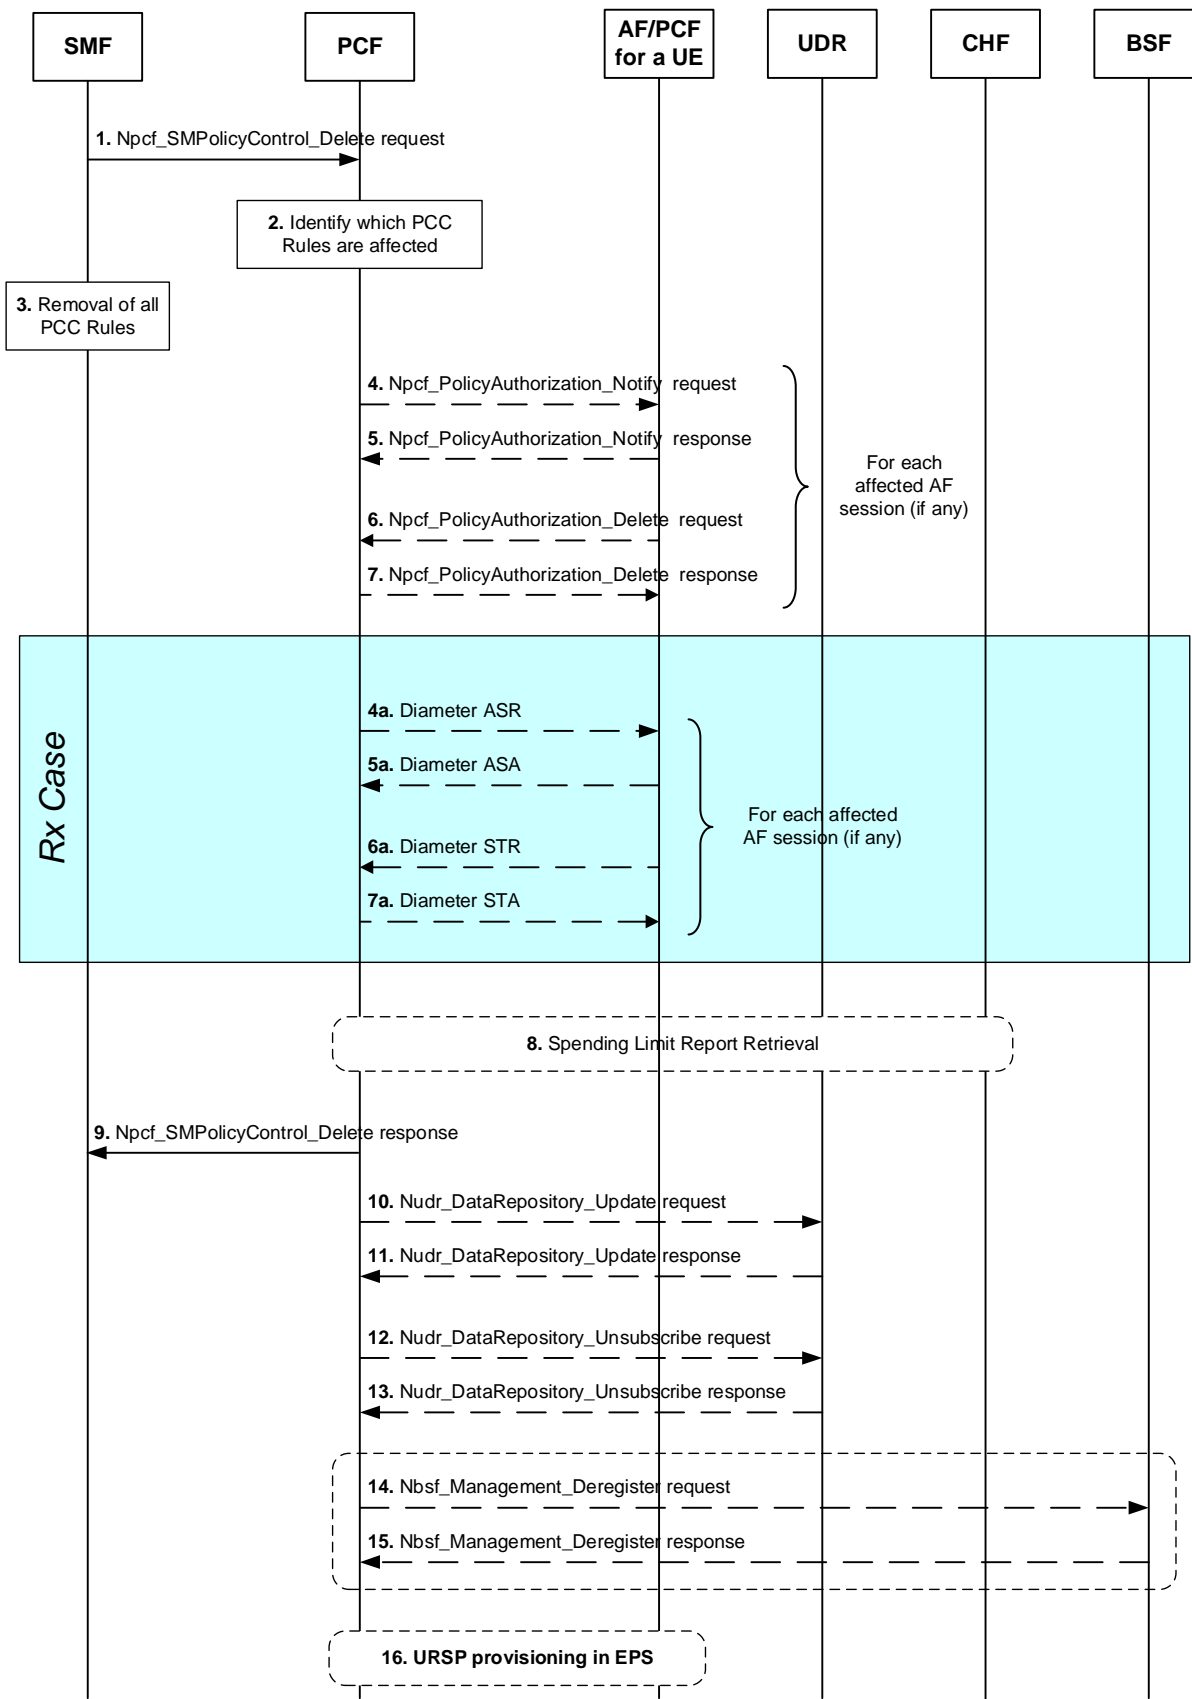 SMF
PCF
AF/PCF
for a UE
UDR
CHF
BSF
1. Npcf_SMPolicyControl_Delete request
2. Identify which PCC
Rules are affected
3. Removal of all
PCC Rules
4. Npcf_PolicyAuthorization_Notify request
5. Npcf_PolicyAuthorization_Notify response
For each
affected AF
session (if any)
6. Npcf_PolicyAuthorization_Delete request
7. Npcf_PolicyAuthorization_Delete response
Rx Case
4a. Diameter ASR
5a. Diameter ASA
For each affected
AF session (if any)
6a. Diameter STR
7a. Diameter STA
8. Spending Limit Report Retrieval
9. Npcf_SMPolicyControl_Delete response
10. Nudr_DataRepository_Update request
11. Nudr_DataRepository_Update response
12. Nudr_DataRepository_Unsubscribe request
13. Nudr_DataRepository_Unsubscribe response
14. Nbsf_Management_Deregister request
15. Nbsf_Management_Deregister response
16. URSP provisioning in EPS